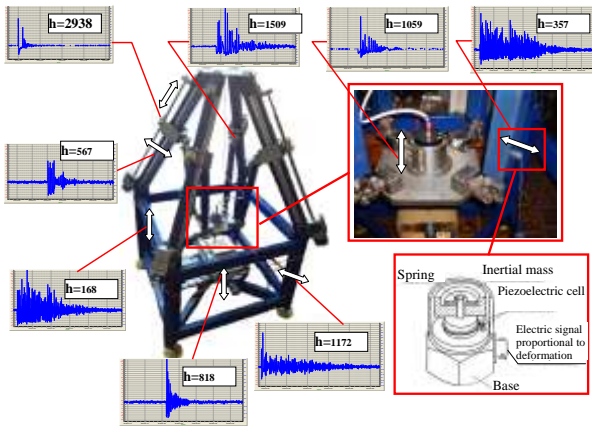 h=2938
h=1509
h=1059
h=357
h=567
h=168
h=818
h=1172
Spring
Inertial mass
Piezoelectric cell
Electric signal
proportional to
deformation
Base